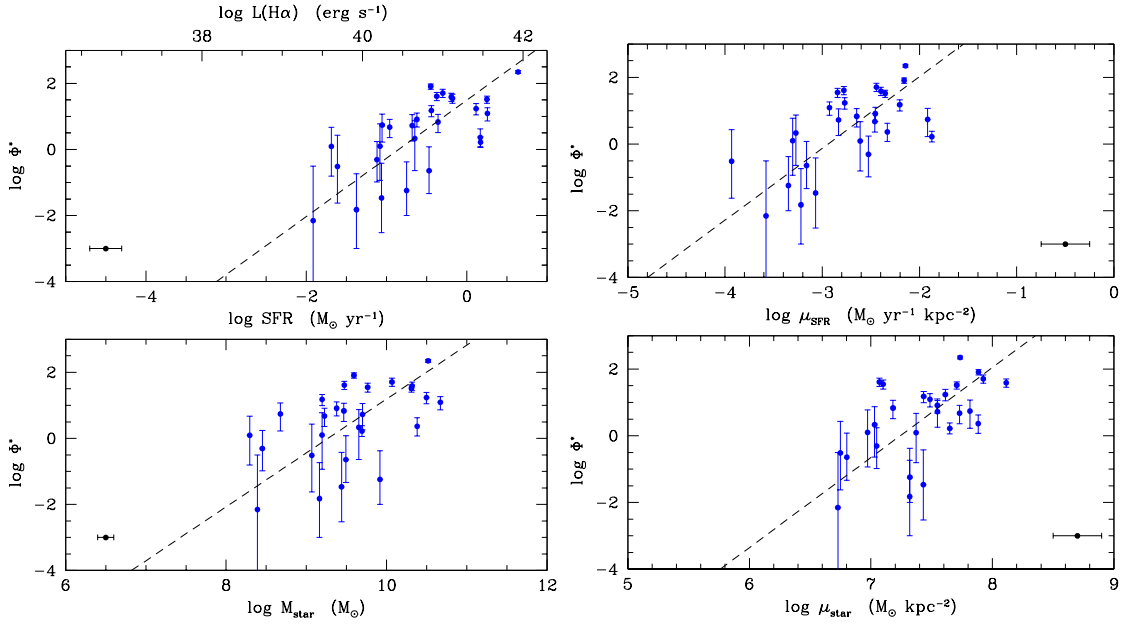 log L(Hα) (erg s⁻¹)
38 40 42
2
0
−2
−4
log Φ*
−4 −2 0
log SFR (M⊙ yr⁻¹)
2
0
−2
−4
log Φ*
−5 −4 −3 −2 −1 0
log μSFR (M⊙ yr⁻¹ kpc⁻²)
2
0
−2
−4
log Φ*
6 8 10 12
log Mstar (M⊙)
2
0
−2
−4
log Φ*
5 6 7 8 9
log μstar (M⊙ kpc⁻²)